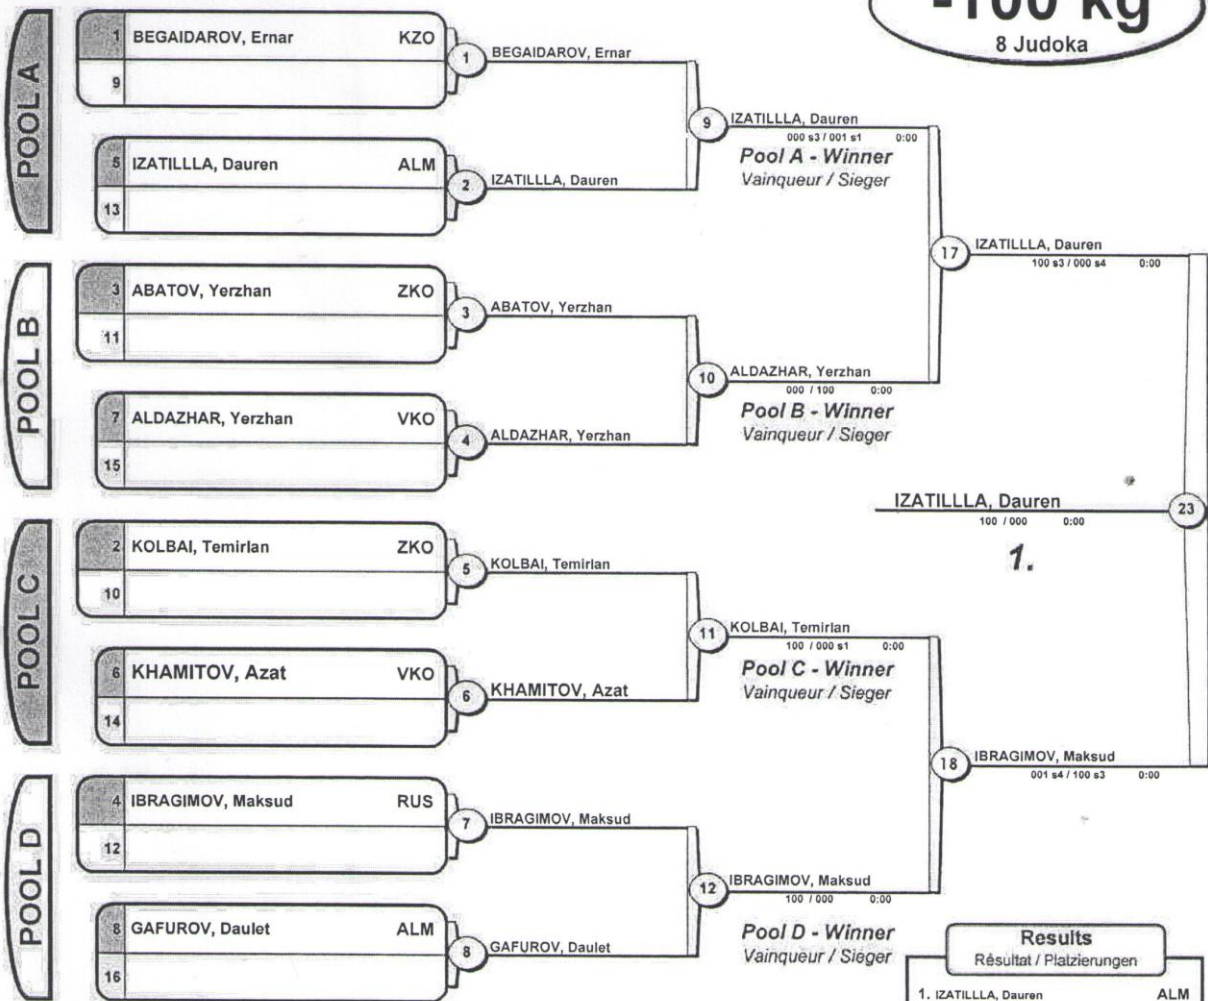 -100 kg
8 Judoka
POOL A
1 BEGAIDAROV, Ernar KZO
9
1 BEGAIDAROV, Ernar
5 IZATILLLA, Dauren ALM
13
2 IZATILLLA, Dauren
9 IZATILLLA, Dauren
000 s3 / 001 s1 0:00
Pool A - Winner
Vainqueur / Sieger
POOL B
3 ABATOV, Yerzhan ZKO
11
3 ABATOV, Yerzhan
7 ALDAZHAR, Yerzhan VKO
15
4 ALDAZHAR, Yerzhan
10 ALDAZHAR, Yerzhan
000 / 100 0:00
Pool B - Winner
Vainqueur / Sieger
17 IZATILLLA, Dauren
100 s3 / 000 s4 0:00
POOL C
2 KOLBAI, Temirlan ZKO
10
5 KOLBAI, Temirlan
6 KHAMITOV, Azat VKO
14
6 KHAMITOV, Azat
11 KOLBAI, Temirlan
100 / 000 s1 0:00
Pool C - Winner
Vainqueur / Sieger
POOL D
4 IBRAGIMOV, Maksud RUS
12
7 IBRAGIMOV, Maksud
8 GAFUROV, Daulet ALM
16
8 GAFUROV, Daulet
12 IBRAGIMOV, Maksud
100 / 000 0:00
Pool D - Winner
Vainqueur / Sieger
18 IBRAGIMOV, Maksud
001 s4 / 100 s3 0:00
IZATILLLA, Dauren 23
100 / 000 0:00
1.
Results
Résultat / Platzierungen
1. IZATILLLA, Dauren ALM